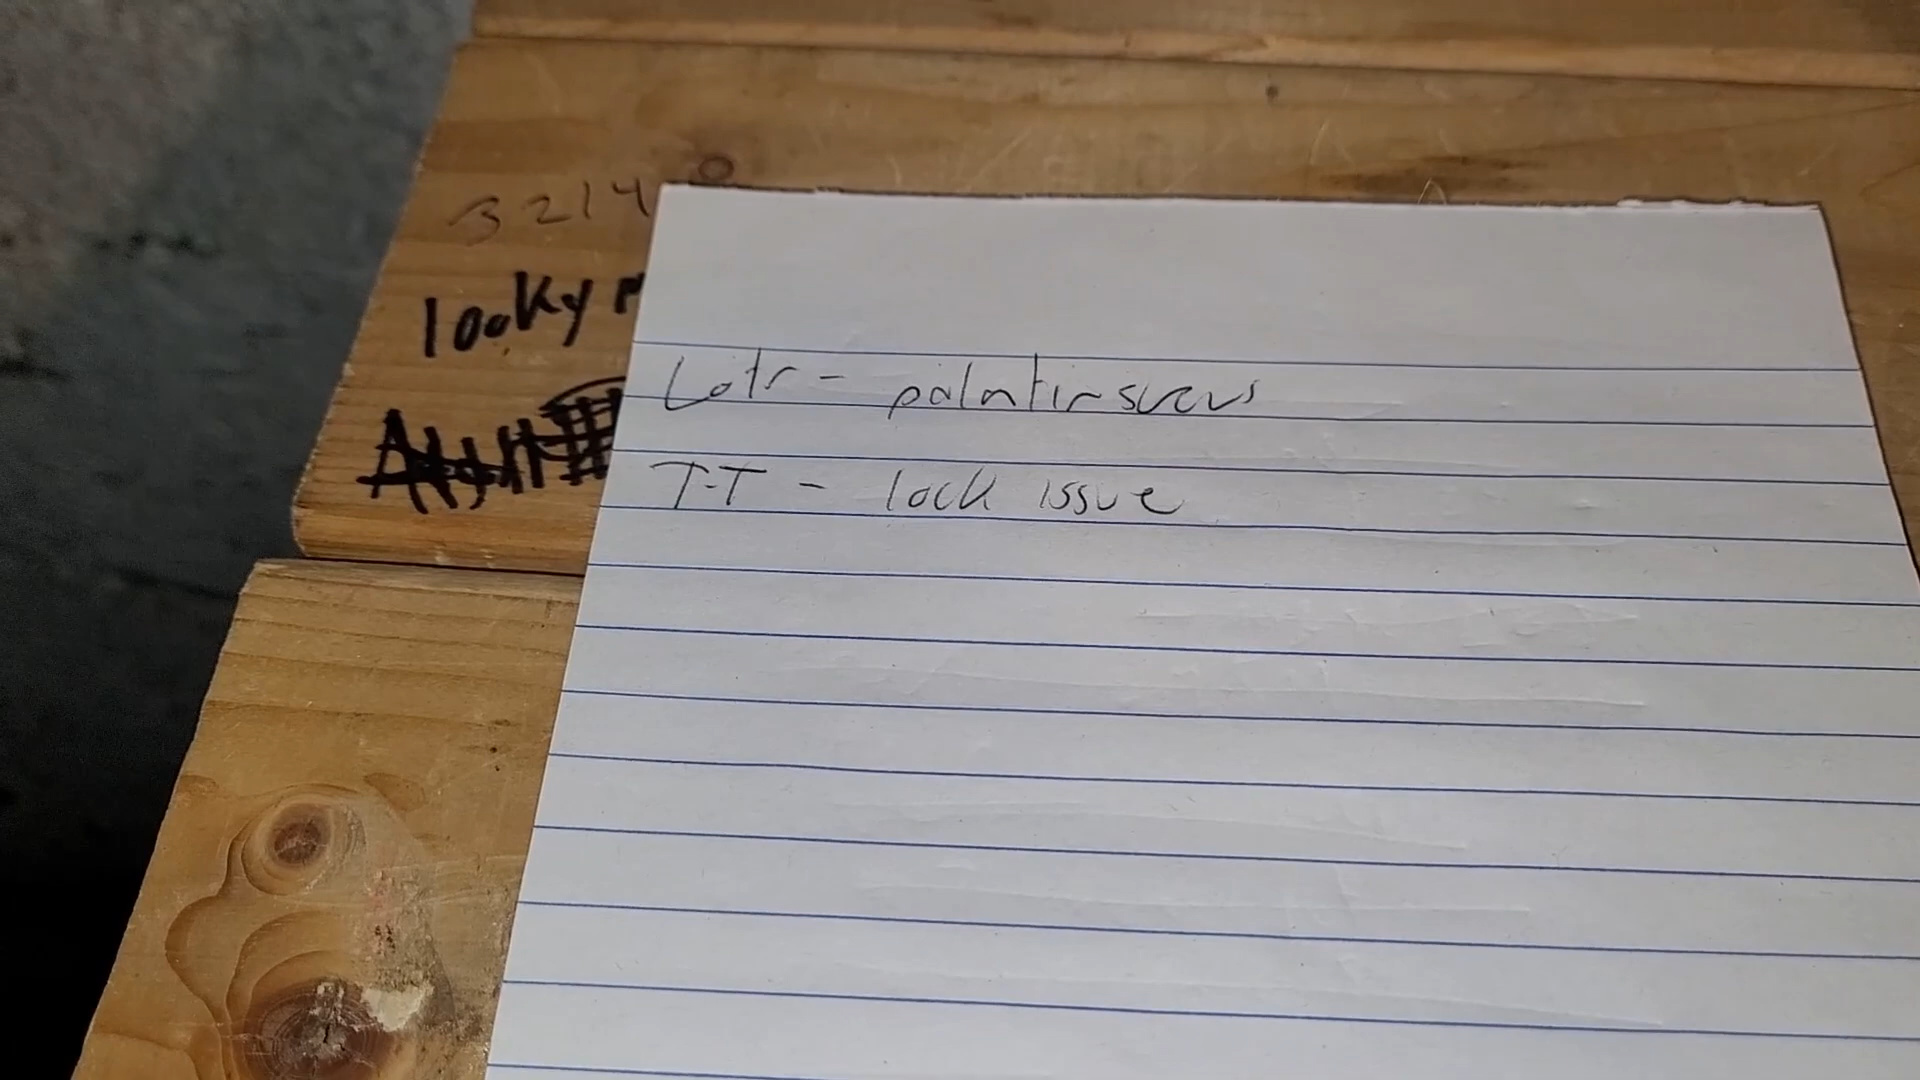 3214
looky
Lotr - palantir screws
T-T - lock issue